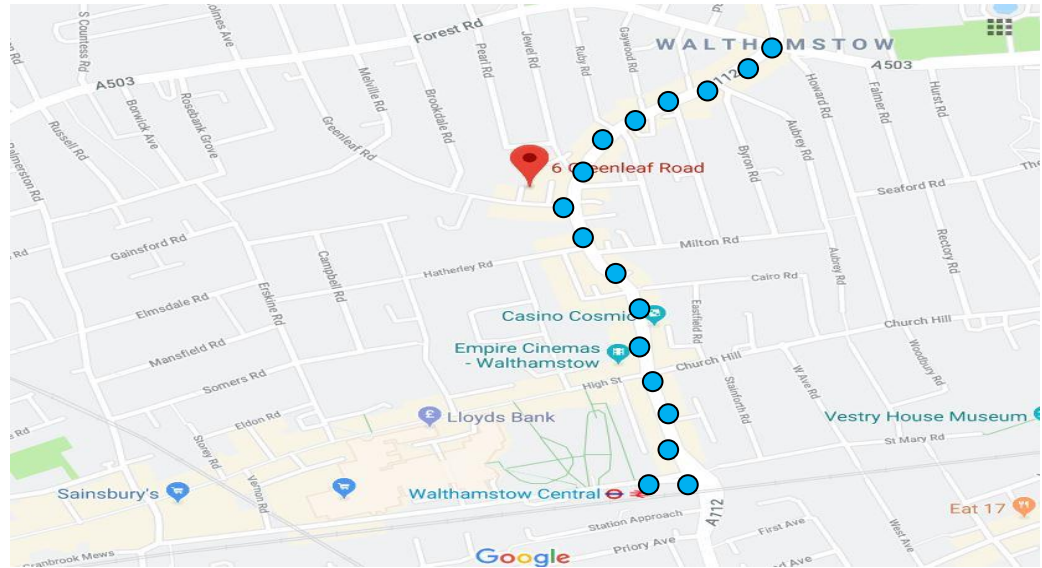 S Countess Rd
Holmes Ave
Forest Rd
Pearl Rd
Jewel Rd
Ruby Rd
Gaywood Rd
WALTHAMSTOW
A503
A503
Melville Rd
Brookdale Rd
Rosebank Grove
Borwick Ave
Russell Rd
Palmerston Rd
Greenleaf Rd
112
Howard Rd
Falmer Rd
Hurst Rd
Aubrey Rd
Byron Rd
The
6 Greenleaf Road
Seaford Rd
Gainsford Rd
Hatherley Rd
Milton Rd
Campbell Rd
Erskine Rd
Aubrey Rd
Rectory Rd
Cairo Rd
Elmsdale Rd
Eastfield Rd
Casino Cosmic
Church Hill
Mansfield Rd
Empire Cinemas
- Walthamstow
Church Hill
Woodbury Rd
Somers Rd
High St
Stainforth Rd
W Ave Rd
Eldon Rd
Lloyds Bank
Vestry House Museum
Storey Rd
St Mary Rd
Vernon Rd
Sainsbury's
Walthamstow Central
Eat 17
Station Approach
A112
First Ave
West Ave
Priory Ave
Cranbrook Mews
Google
d Ave